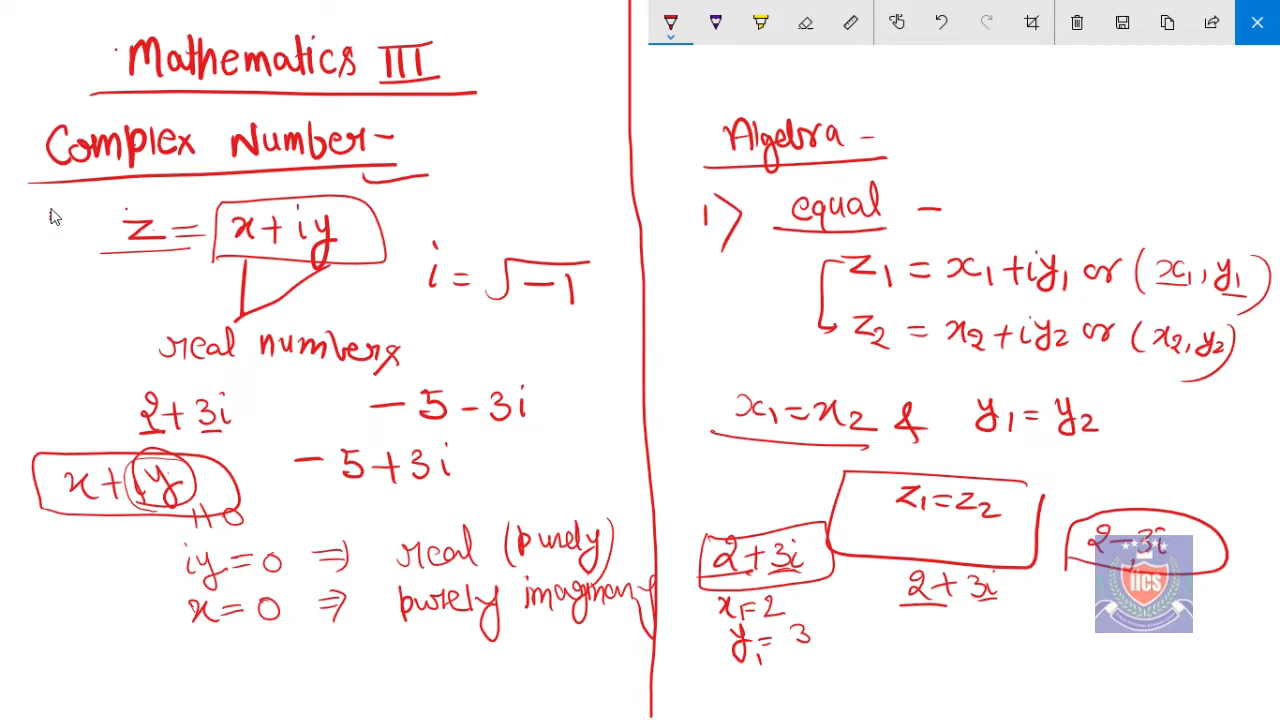 Mathematics III
Complex Number-
z = x+iy
i = √-1
real numbers
2+3i -5-3i
-5+3i
x+iy
iy=0 ⇒ real (purely)
x=0 ⇒ purely imaginary
Algebra -
1) equal -
z1 = x1+iy1 or (x1,y1)
z2 = x2+iy2 or (x2,y2)
x1=x2 & y1=y2
z1=z2
2+3i 2+3i 2-3i
x1=2
y1=3
iics